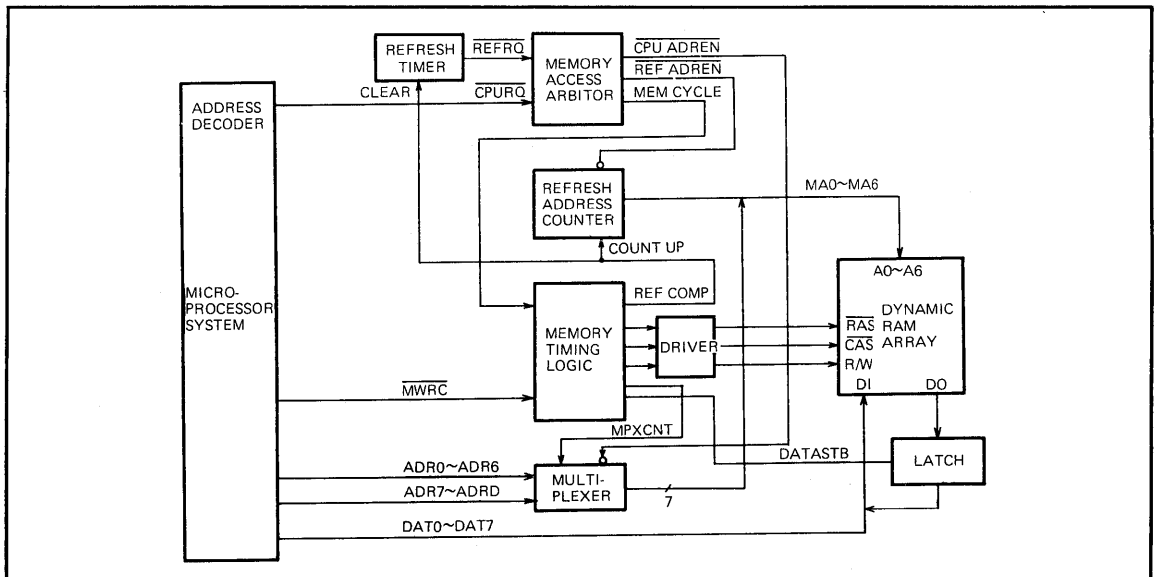 REFRESH
TIMER
REFRQ
MEMORY
ACCESS
ARBITOR
CPU ADREN
REF ADREN
MEM CYCLE
CLEAR
CPURQ
ADDRESS
DECODER
REFRESH
ADDRESS
COUNTER
MA0~MA6
COUNT UP
A0~A6
MICRO-
PROCESSOR
SYSTEM
MEMORY
TIMING
LOGIC
REF COMP
DRIVER
RAS
CAS
R/W
DYNAMIC
RAM
ARRAY
DI
DO
MWRC
MPXCNT
DATASTB
LATCH
ADR0~ADR6
ADR7~ADRD
MULTI-
PLEXER
7
DAT0~DAT7